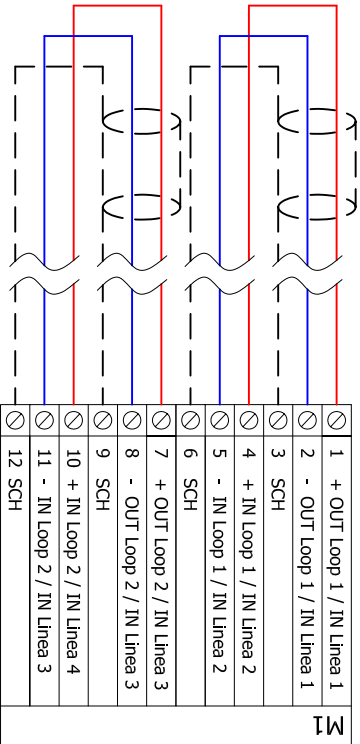 1 + OUT Loop 1 / IN Linea 1
2 - OUT Loop 1 / IN Linea 1
3 SCH
4 + IN Loop 1 / IN Linea 2
5 - IN Loop 1 / IN Linea 2
6 SCH
7 + OUT Loop 2 / IN Linea 3
8 - OUT Loop 2 / IN Linea 3
9 SCH
10 + IN Loop 2 / IN Linea 4
11 - IN Loop 2 / IN Linea 3
12 SCH
M1